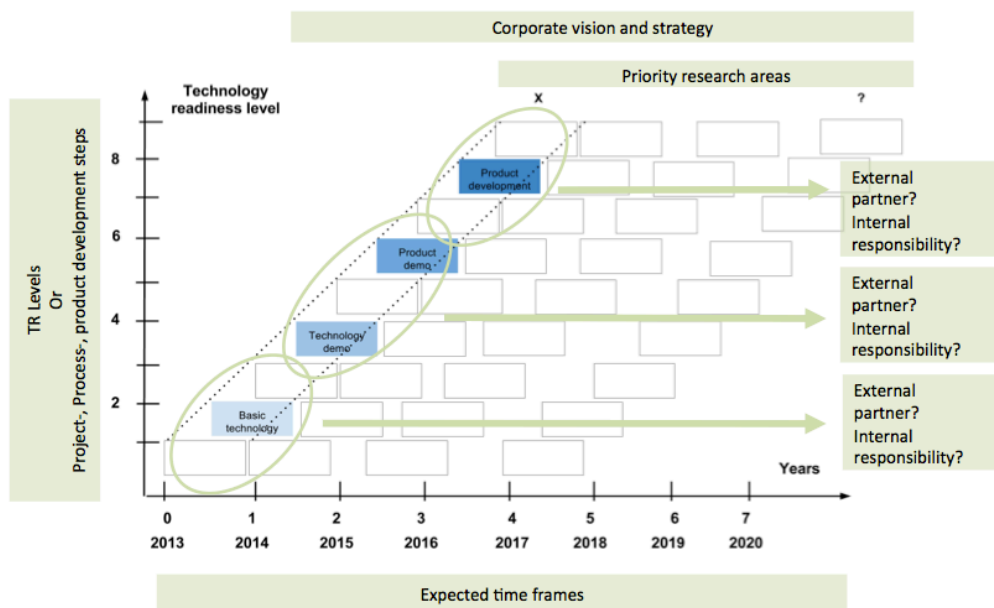 Corporate vision and strategy
Priority research areas
Technology
readiness level
X
?
TR Levels
Or
Project-, Process-, product development steps
8
6
4
2
Product
development
Product
demo
Technology
demo
Basic
technology
External
partner?
Internal
responsibility?
External
partner?
Internal
responsibility?
External
partner?
Internal
responsibility?
Years
0 1 2 3 4 5 6 7
2013 2014 2015 2016 2017 2018 2019 2020
Expected time frames